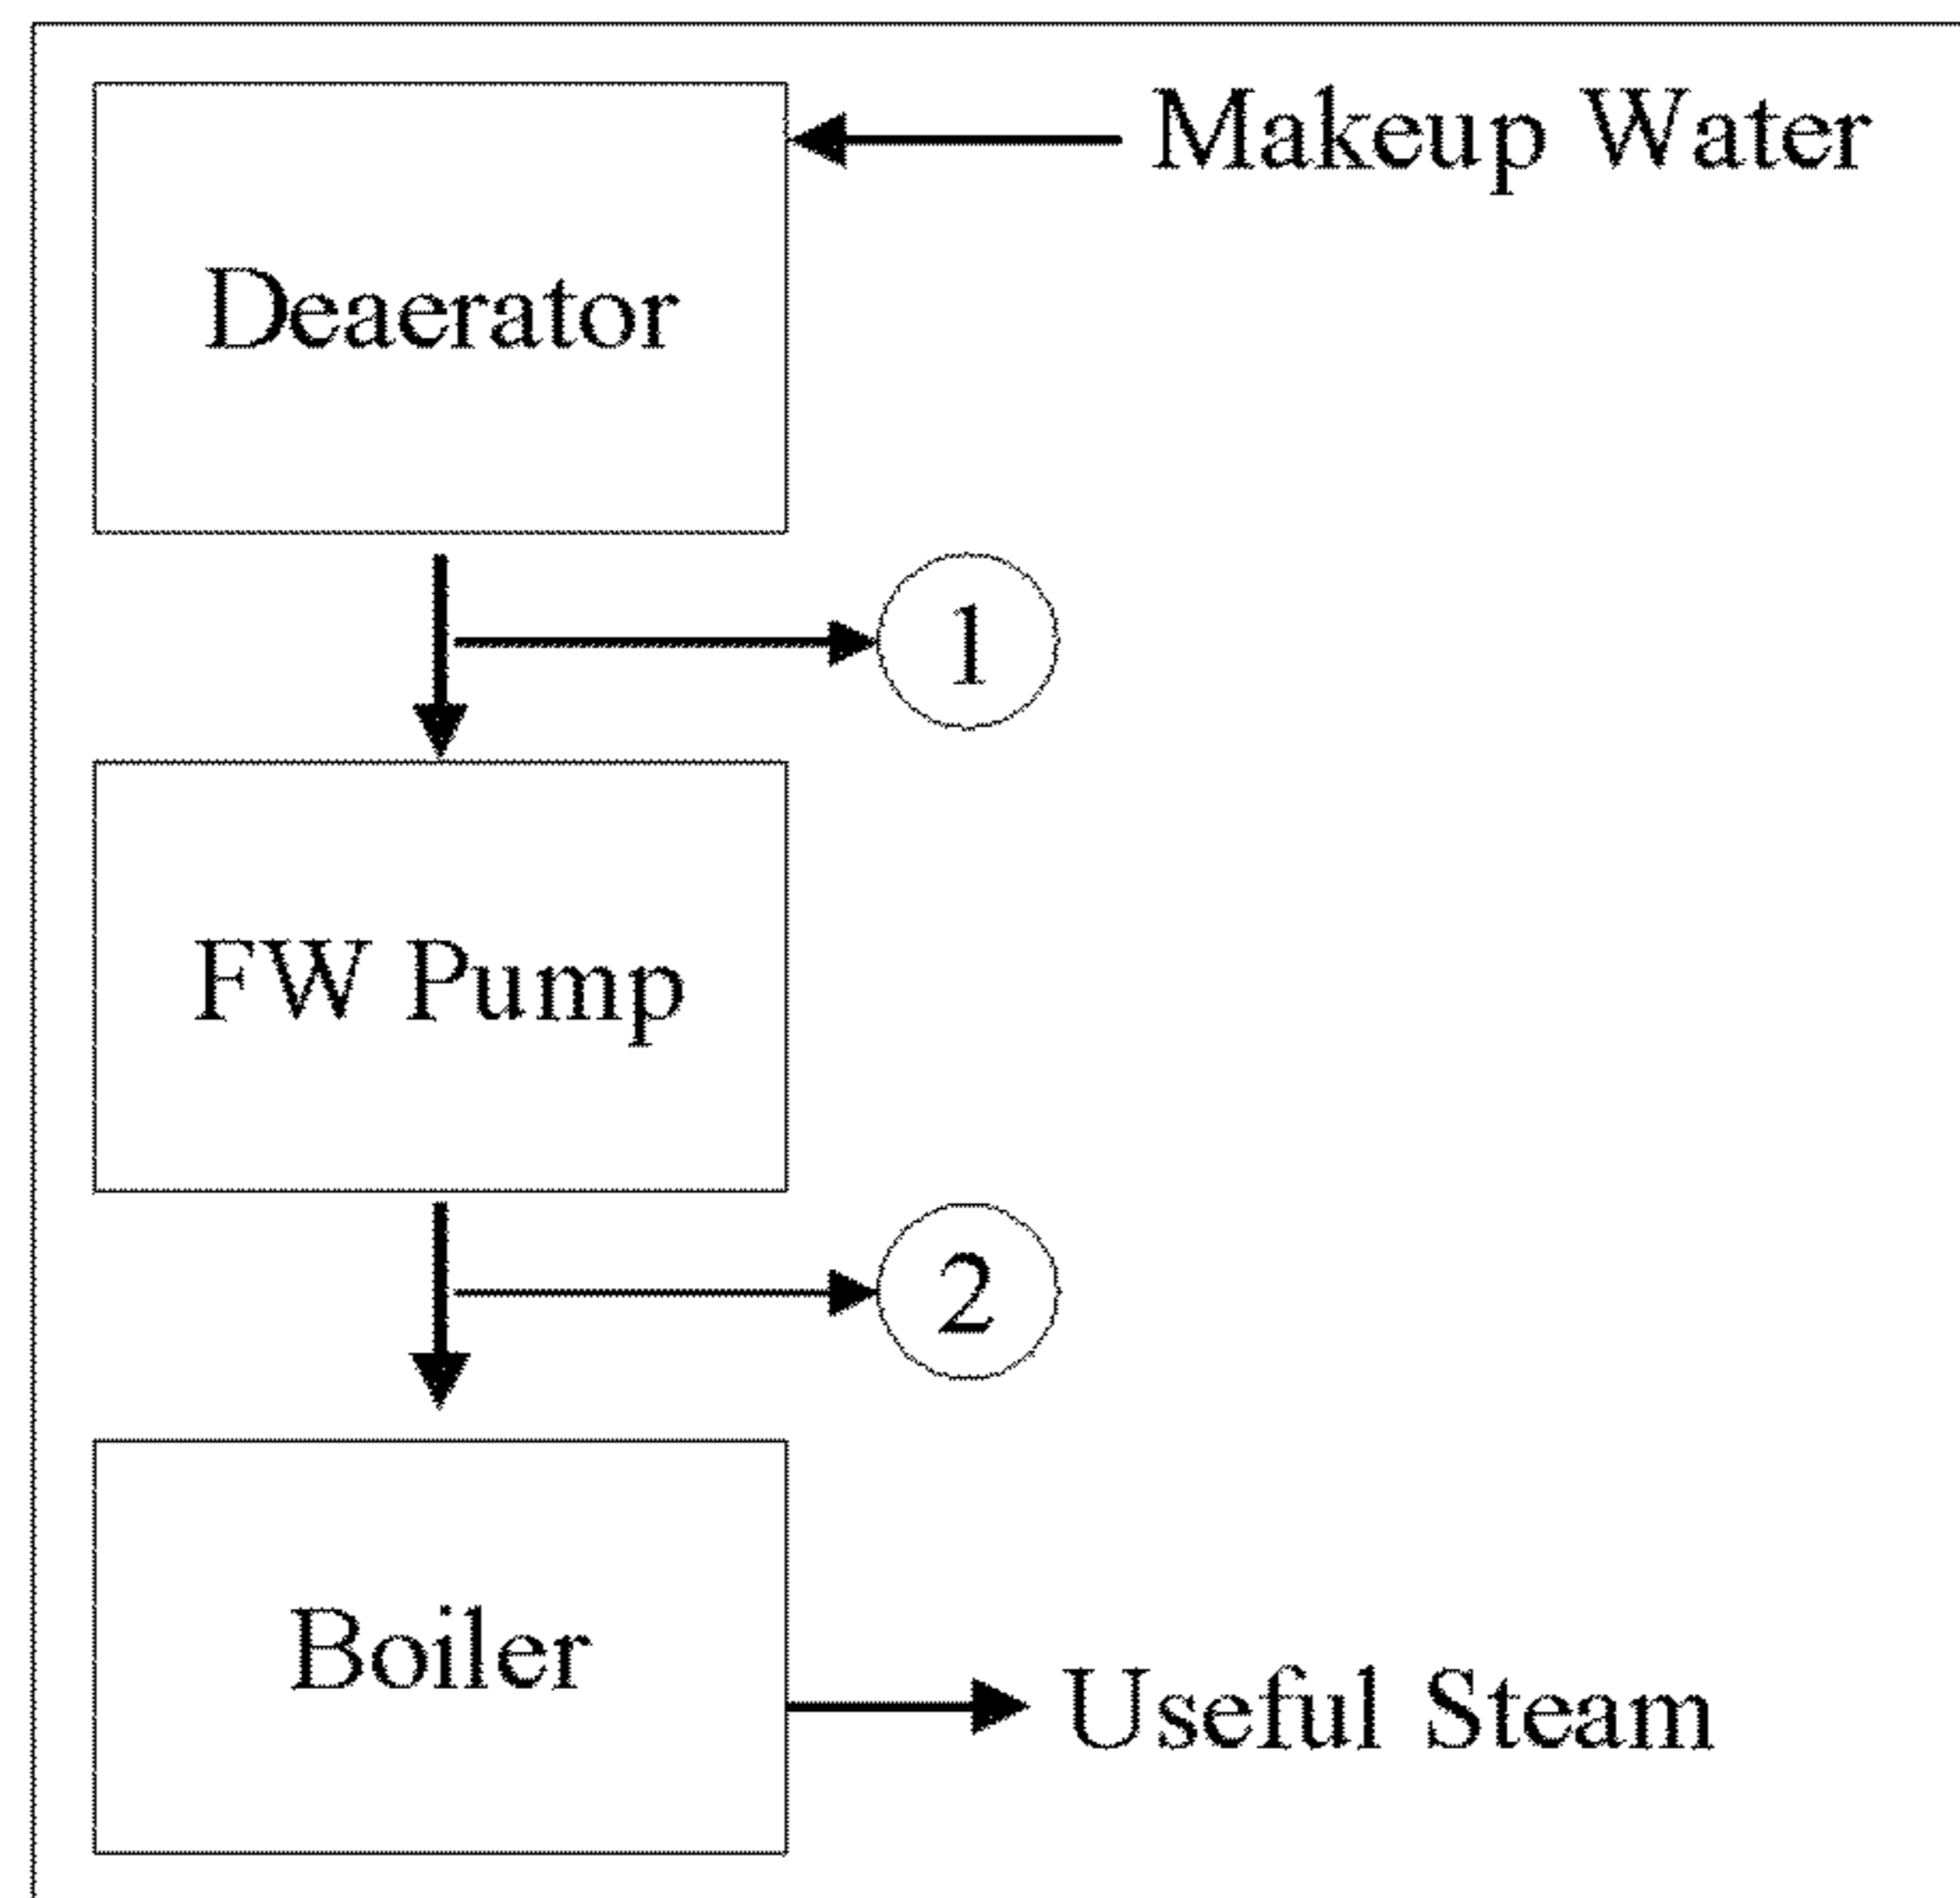 Makeup Water
Deaerator
1
FW Pump
2
Boiler
Useful Steam